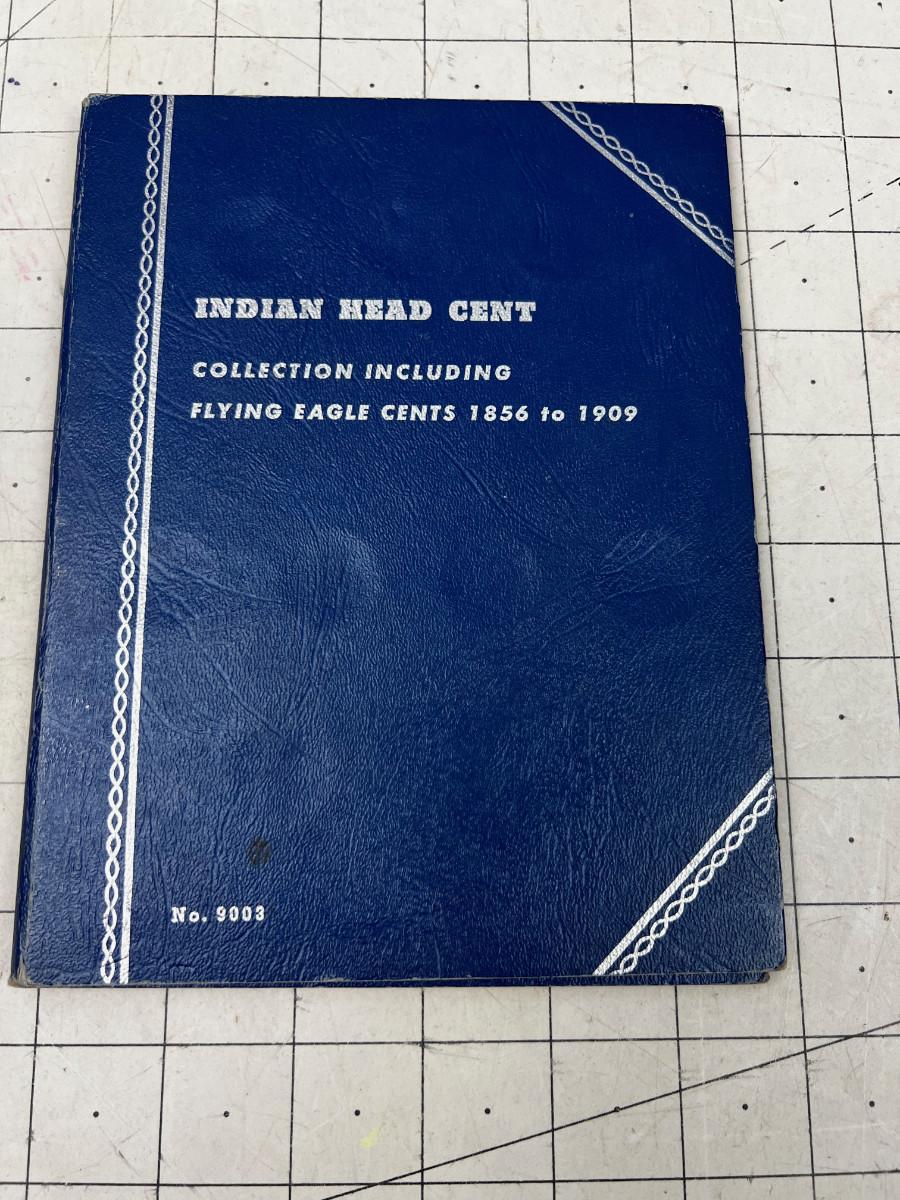 INDIAN HEAD CENT
COLLECTION INCLUDING
FLYING EAGLE CENTS 1856 to 1909
No. 9003